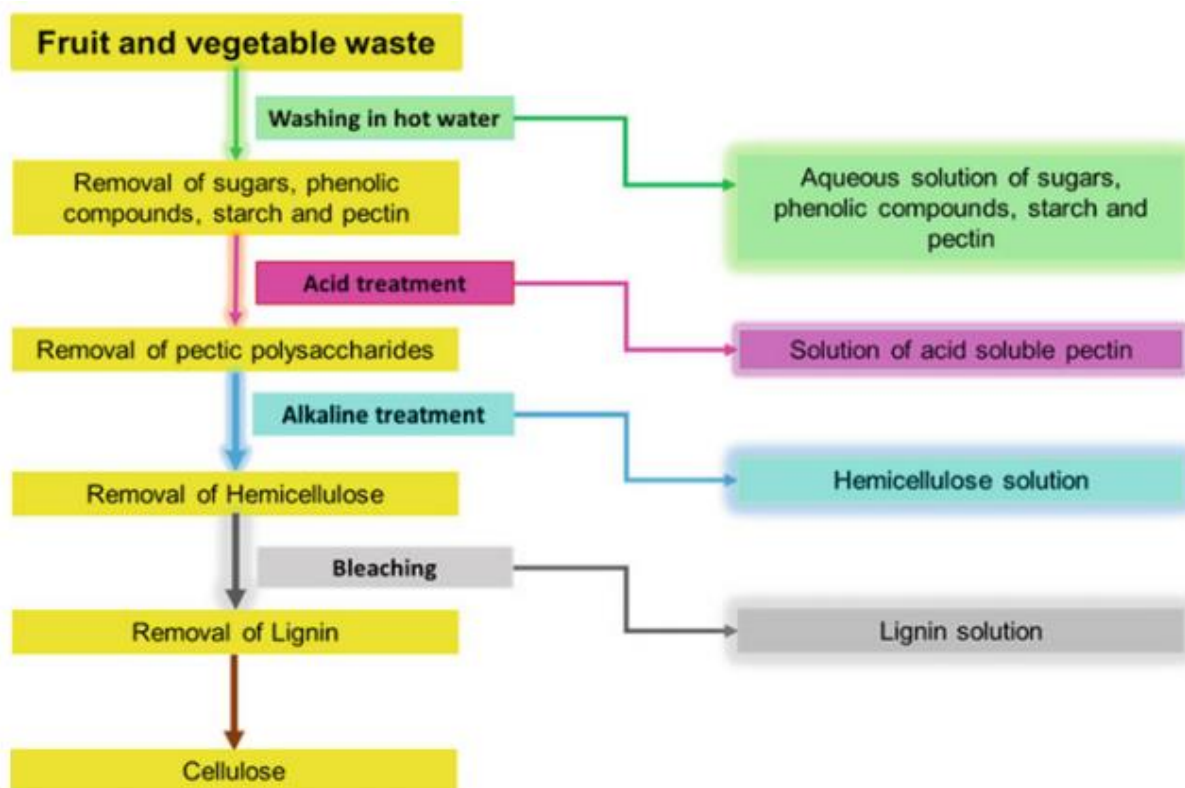 Fruit and vegetable waste
Washing in hot water
Removal of sugars, phenolic
compounds, starch and pectin
Aqueous solution of sugars,
phenolic compounds, starch and
pectin
Acid treatment
Removal of pectic polysaccharides
Solution of acid soluble pectin
Alkaline treatment
Removal of Hemicellulose
Hemicellulose solution
Bleaching
Removal of Lignin
Lignin solution
Cellulose